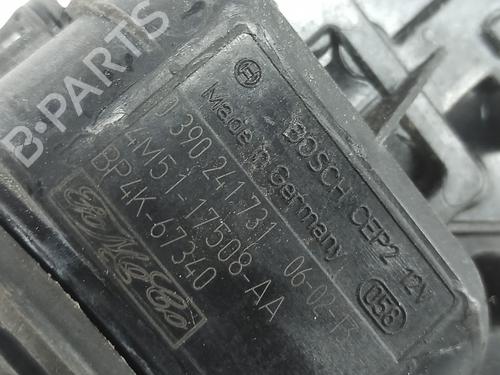 B-PARTS
BOSCH CEP2 12V
Made in Germany
058
0 390 241 731 06-02-13
4M51-17508-AA
BP4K-67340
FoMoCo